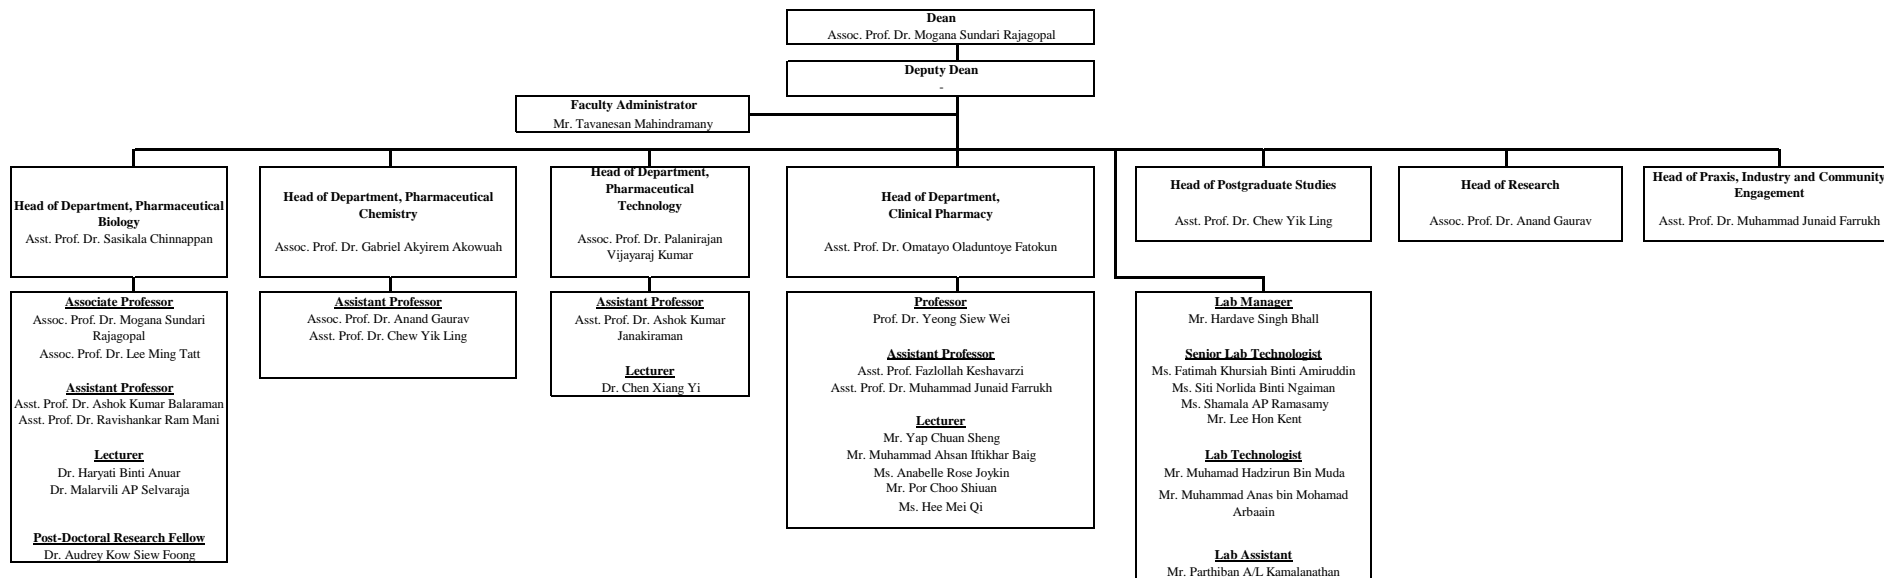 Dean
Assoc. Prof. Dr. Mogana Sundari Rajagopal
Deputy Dean
-
Faculty Administrator
Mr. Tavanesan Mahindramany
Head of Department, Pharmaceutical
Biology
Asst. Prof. Dr. Sasikala Chinnappan
Head of Department, Pharmaceutical
Chemistry
Assoc. Prof. Dr. Gabriel Akyirem Akowuah
Head of Department,
Pharmaceutical
Technology
Assoc. Prof. Dr. Palanirajan
Vijayaraj Kumar
Head of Department,
Clinical Pharmacy
Asst. Prof. Dr. Omatayo Oladuntoye Fatokun
Head of Postgraduate Studies
Asst. Prof. Dr. Chew Yik Ling
Head of Research
Assoc. Prof. Dr. Anand Gaurav
Head of Praxis, Industry and Community
Engagement
Asst. Prof. Dr. Muhammad Junaid Farrukh
Associate Professor
Assoc. Prof. Dr. Mogana Sundari
Rajagopal
Assoc. Prof. Dr. Lee Ming Tatt
Assistant Professor
Asst. Prof. Dr. Ashok Kumar Balaraman
Asst. Prof. Dr. Ravishankar Ram Mani
Lecturer
Dr. Haryati Binti Anuar
Dr. Malarvili AP Selvaraja
Post-Doctoral Research Fellow
Dr. Audrey Kow Siew Foong
Assistant Professor
Assoc. Prof. Dr. Anand Gaurav
Asst. Prof. Dr. Chew Yik Ling
Assistant Professor
Asst. Prof. Dr. Ashok Kumar
Janakiraman
Lecturer
Dr. Chen Xiang Yi
Professor
Prof. Dr. Yeong Siew Wei
Assistant Professor
Asst. Prof. Fazlollah Keshavarzi
Asst. Prof. Dr. Muhammad Junaid Farrukh
Lecturer
Mr. Yap Chuan Sheng
Mr. Muhammad Ahsan Iftikhar Baig
Ms. Anabelle Rose Joykin
Mr. Por Choo Shiuan
Ms. Hee Mei Qi
Lab Manager
Mr. Hardave Singh Bhall
Senior Lab Technologist
Ms. Fatimah Khursiah Binti Amiruddin
Ms. Siti Norlida Binti Ngaiman
Ms. Shamala AP Ramasamy
Mr. Lee Hon Kent
Lab Technologist
Mr. Muhamad Hadzirun Bin Muda
Mr. Muhammad Anas bin Mohamad
Arbaain
Lab Assistant
Mr. Parthiban A/L Kamalanathan